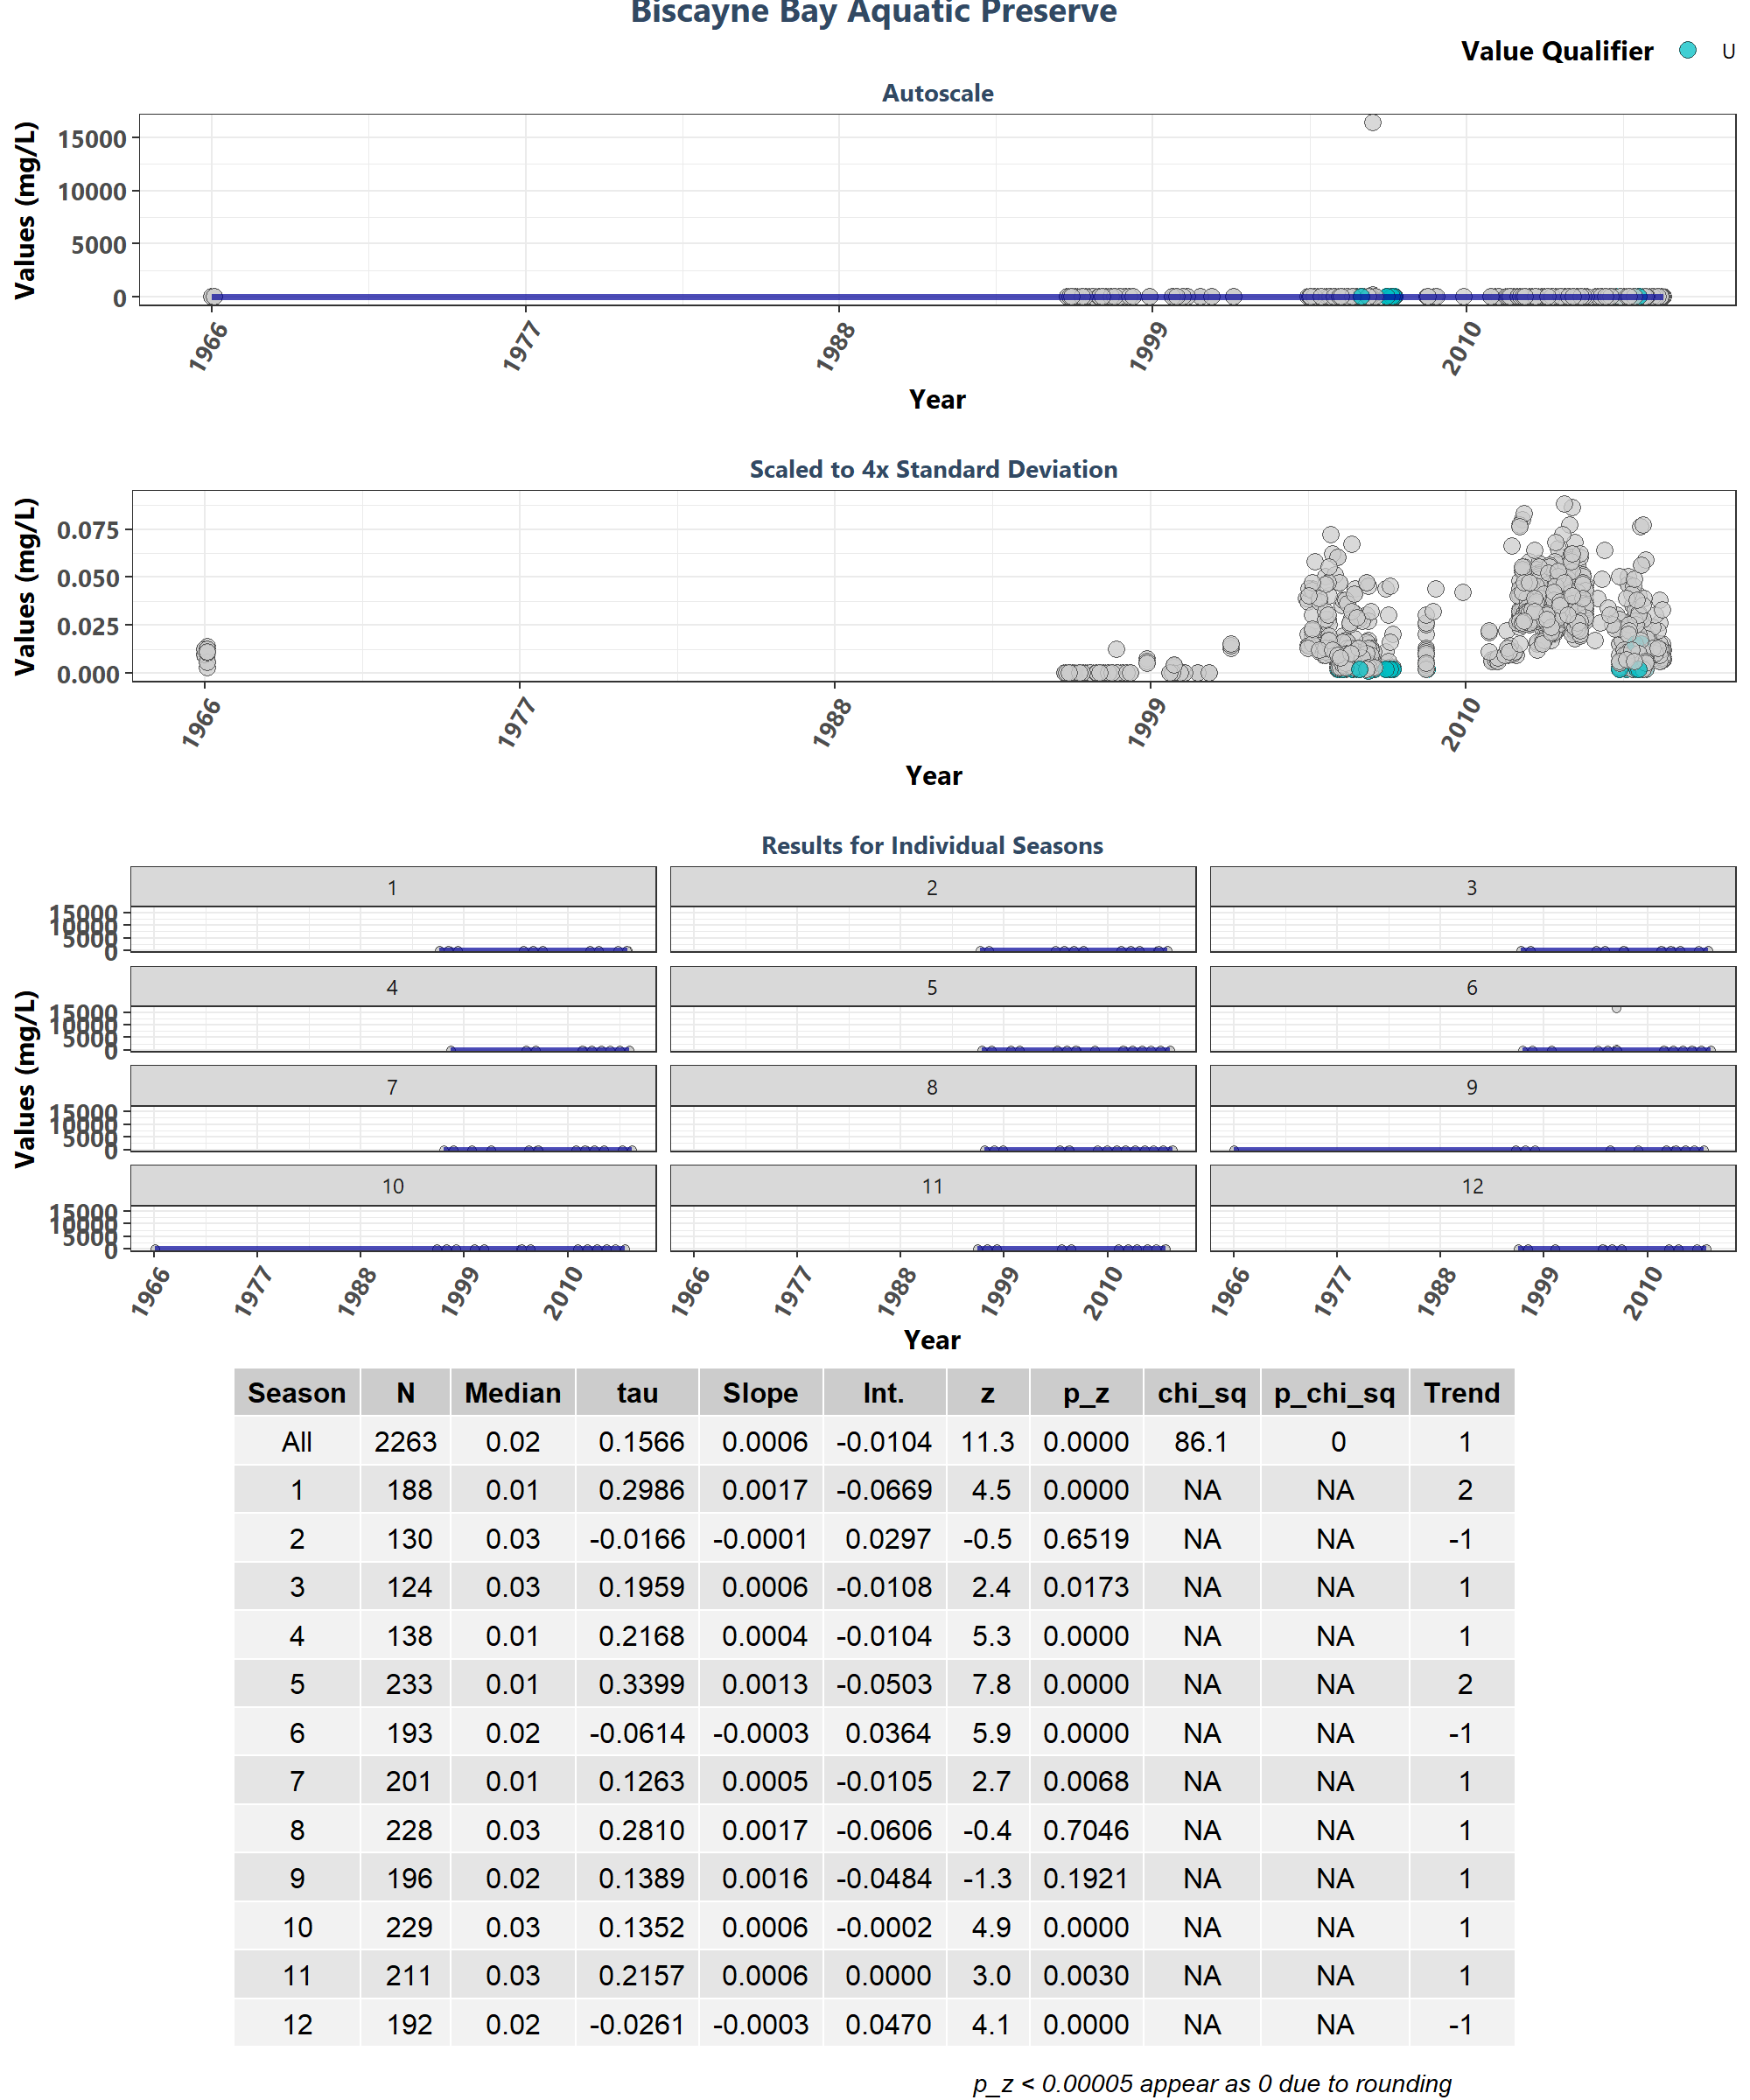 Biscayne Bay Aquatic Preserve
Value Qualifier U
Autoscale
Values (mg/L)
15000
10000
5000
0
1966 1977 1988 1999 2010
Year
Scaled to 4x Standard Deviation
Values (mg/L)
0.075
0.050
0.025
0.000
1966 1977 1988 1999 2010
Year
Results for Individual Seasons
Values (mg/L)
1 2 3
15000
10000
5000
0
4 5 6
15000
10000
5000
0
7 8 9
15000
10000
5000
0
10 11 12
15000
10000
5000
0
1966 1977 1988 1999 2010 1966 1977 1988 1999 2010 1966 1977 1988 1999 2010
Year
Season N Median tau Slope Int. z p_z chi_sq p_chi_sq Trend
All 2263 0.02 0.1566 0.0006 -0.0104 11.3 0.0000 86.1 0 1
1 188 0.01 0.2986 0.0017 -0.0669 4.5 0.0000 NA NA 2
2 130 0.03 -0.0166 -0.0001 0.0297 -0.5 0.6519 NA NA -1
3 124 0.03 0.1959 0.0006 -0.0108 2.4 0.0173 NA NA 1
4 138 0.01 0.2168 0.0004 -0.0104 5.3 0.0000 NA NA 1
5 233 0.01 0.3399 0.0013 -0.0503 7.8 0.0000 NA NA 2
6 193 0.02 -0.0614 -0.0003 0.0364 5.9 0.0000 NA NA -1
7 201 0.01 0.1263 0.0005 -0.0105 2.7 0.0068 NA NA 1
8 228 0.03 0.2810 0.0017 -0.0606 -0.4 0.7046 NA NA 1
9 196 0.02 0.1389 0.0016 -0.0484 -1.3 0.1921 NA NA 1
10 229 0.03 0.1352 0.0006 -0.0002 4.9 0.0000 NA NA 1
11 211 0.03 0.2157 0.0006 0.0000 3.0 0.0030 NA NA 1
12 192 0.02 -0.0261 -0.0003 0.0470 4.1 0.0000 NA NA -1
p_z < 0.00005 appear as 0 due to rounding